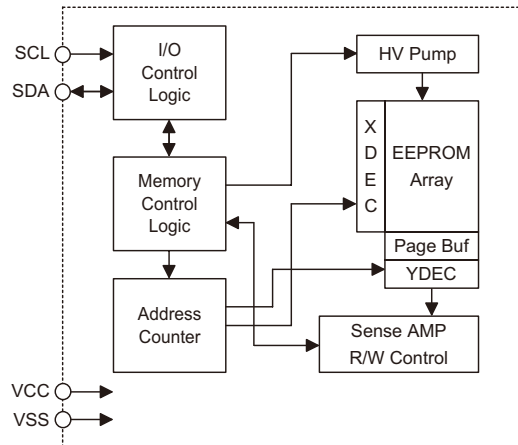 SCL
SDA
I/O
Control
Logic
HV Pump
X
D
E
C
EEPROM
Array
Memory
Control
Logic
Page Buf
YDEC
Address
Counter
Sense AMP
R/W Control
VCC
VSS